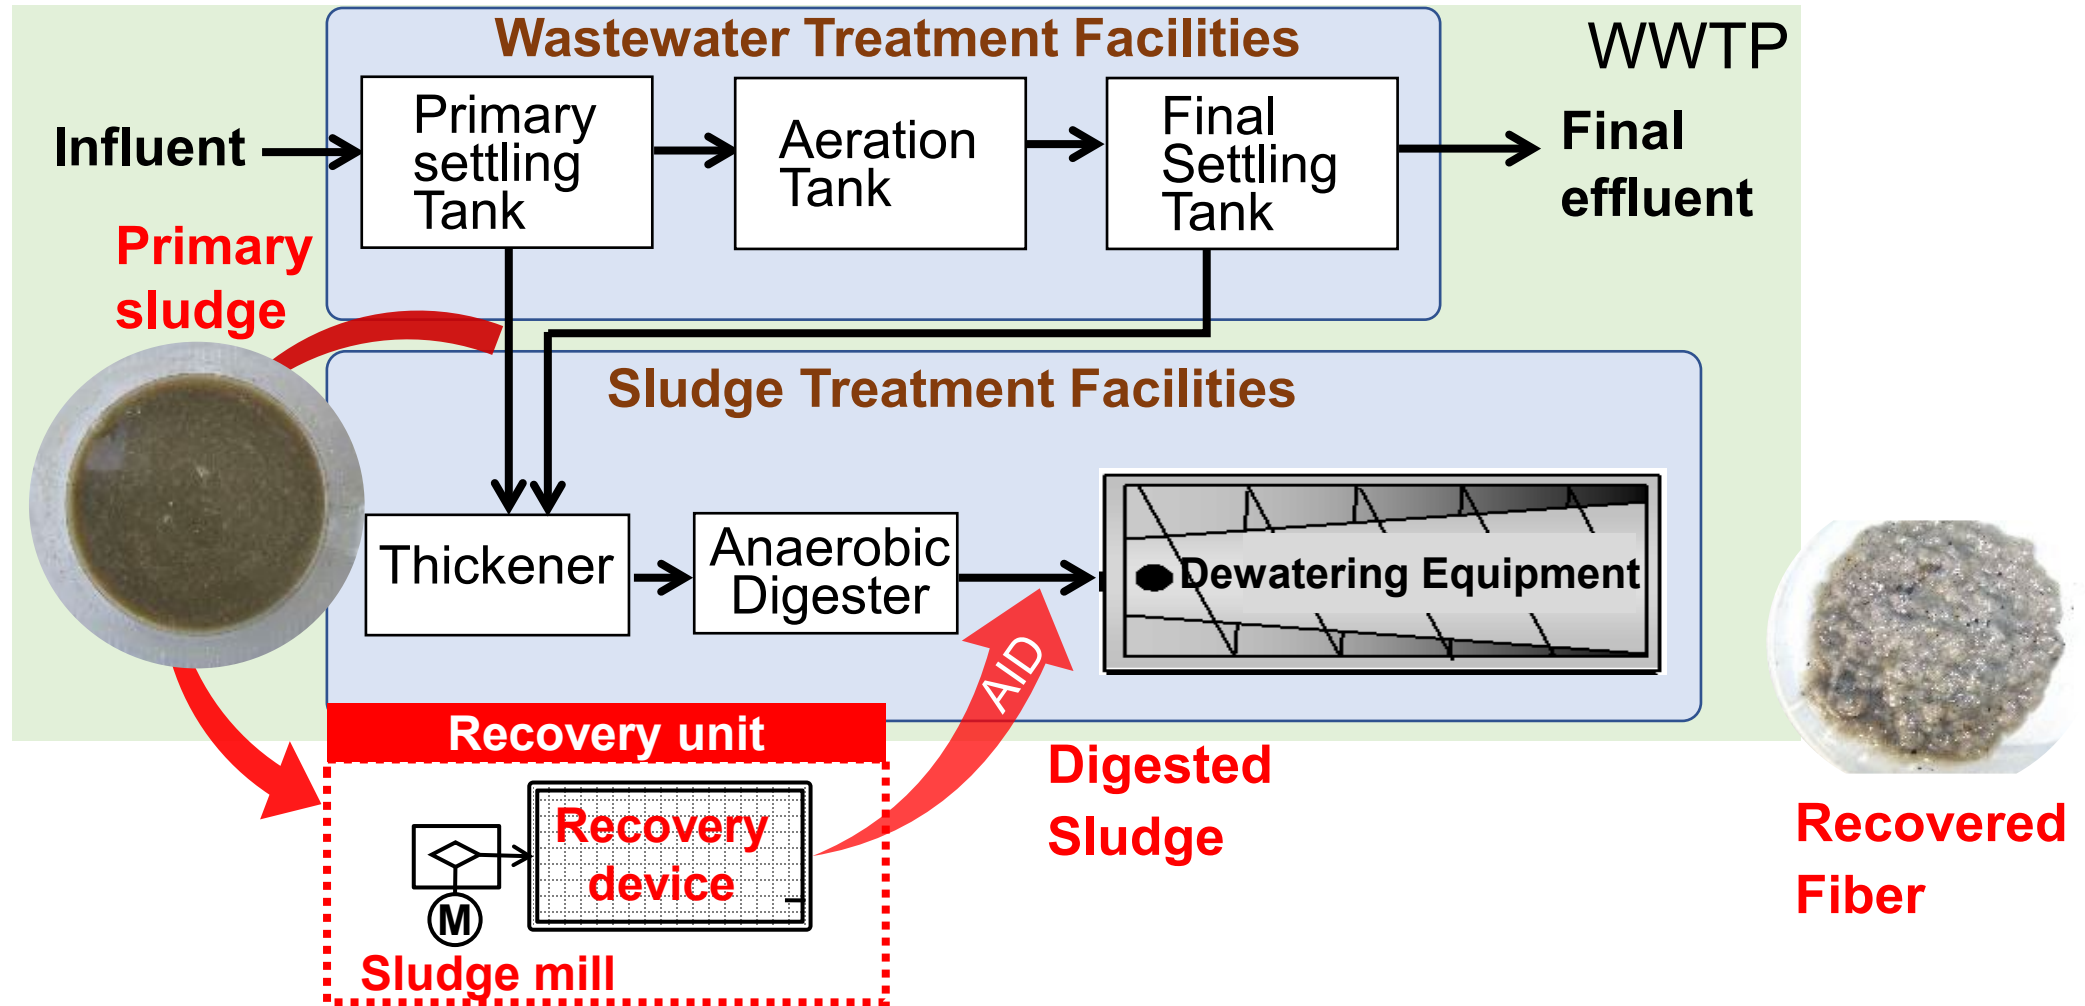 Wastewater Treatment Facilities
WWTP
Influent
Primary
settling
Tank
Aeration
Tank
Final
Settling
Tank
Final
effluent
Primary
sludge
Sludge Treatment Facilities
Thickener
Anaerobic
Digester
Dewatering Equipment
AID
Recovery unit
Recovery
device
M
Sludge mill
Digested
Sludge
Recovered
Fiber